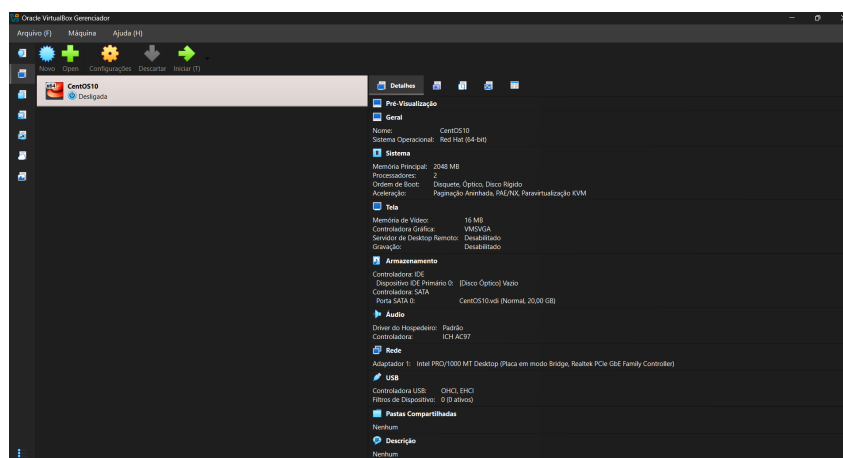 Oracle VirtualBox Gerenciador
Arquivo (F) Máquina Ajuda (H)
Novo Open Configurações Descartar Iniciar (T)
CentOS10
Desligada
Detalhes
Pré-Visualização
Geral
Nome: CentOS10
Sistema Operacional: Red Hat (64-bit)
Sistema
Memória Principal: 2048 MB
Processadores: 2
Ordem de Boot: Disquete, Óptico, Disco Rígido
Aceleração: Paginação Aninhada, PAE/NX, Paravirtualização KVM
Tela
Memória de Vídeo: 16 MB
Controladora Gráfica: VMSVGA
Servidor de Desktop Remoto: Desabilitado
Gravação: Desabilitado
Armazenamento
Controladora: IDE
Dispositivo IDE Primário 0: [Disco Óptico] Vazio
Controladora: SATA
Porta SATA 0: CentOS10.vdi (Normal, 20,00 GB)
Áudio
Driver do Hospedeiro: Padrão
Controladora: ICH AC97
Rede
Adaptador 1: Intel PRO/1000 MT Desktop (Placa em modo Bridge, Realtek PCIe GbE Family Controller)
USB
Controladora USB: OHCI, EHCI
Filtros de Dispositivo: 0 (0 ativos)
Pastas Compartilhadas
Nenhum
Descrição
Nenhum